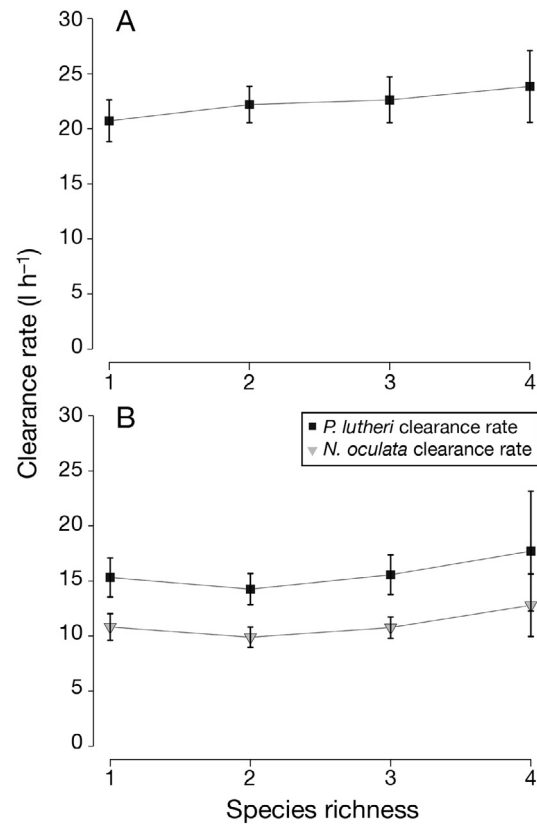 A
30
25
20
15
10
5
0
1 2 3 4
Clearance rate (l h⁻¹)
B
30
25
20
15
10
5
0
P. lutheri clearance rate
N. oculata clearance rate
1 2 3 4
Species richness